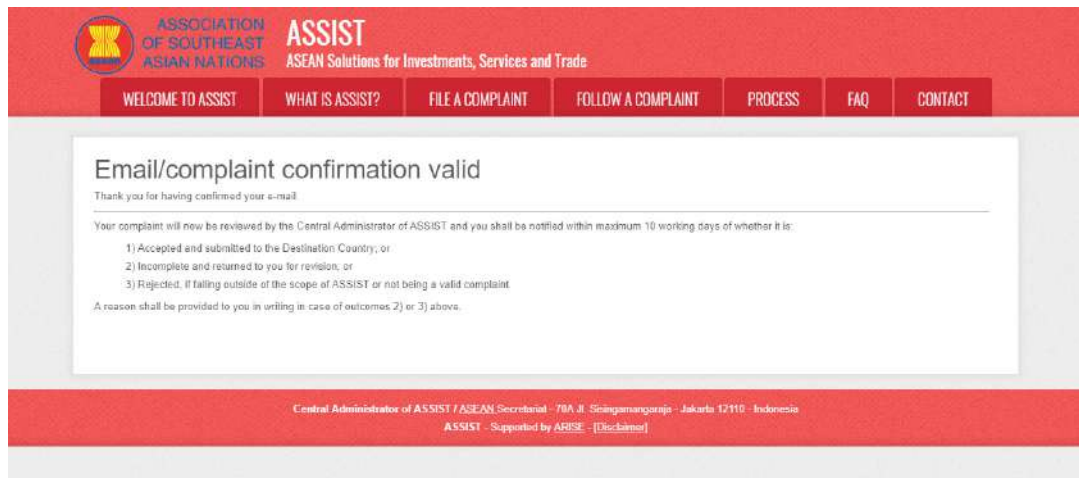 ASSOCIATION
OF SOUTHEAST
ASIAN NATIONS
ASSIST
ASEAN Solutions for Investments, Services and Trade
WELCOME TO ASSIST WHAT IS ASSIST? FILE A COMPLAINT FOLLOW A COMPLAINT PROCESS FAQ CONTACT
Email/complaint confirmation valid
Thank you for having confirmed your e-mail
Your complaint will now be reviewed by the Central Administrator of ASSIST and you shall be notified within maximum 10 working days of whether it is:
1) Accepted and submitted to the Destination Country; or
2) Incomplete and returned to you for revision; or
3) Rejected, if falling outside of the scope of ASSIST or not being a valid complaint
A reason shall be provided to you in writing in case of outcomes 2) or 3) above.
Central Administrator of ASSIST / ASEAN Secretariat - 70A Jl. Sisingamangaraja - Jakarta 12110 - Indonesia
ASSIST - Supported by ARISE - [Disclaimer]